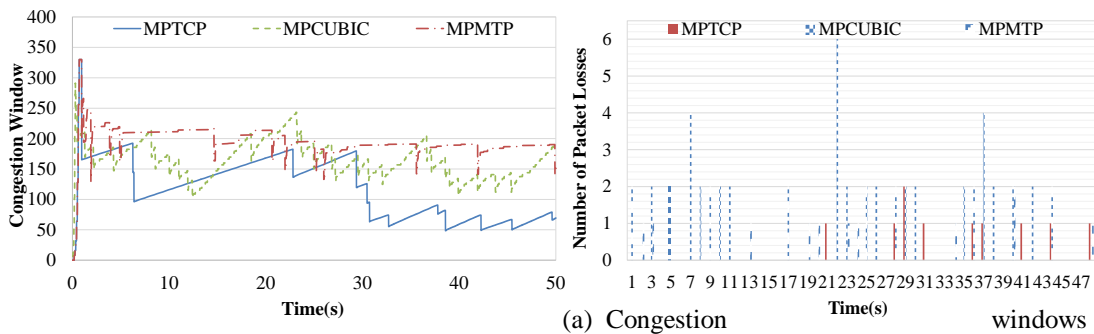 MPTCP MPCUBIC MPMTP
Congestion Window
400
350
300
250
200
150
100
50
0
0 10 20 30 40 50
Time(s)
MPTCP MPCUBIC MPMTP
Number of Packet Losses
6
5
4
3
2
1
0
1 3 5 7 9 11 13 15 17 19 21 23 25 27 29 31 33 35 37 39 41 43 45 47
Time(s)
(a) Congestion windows